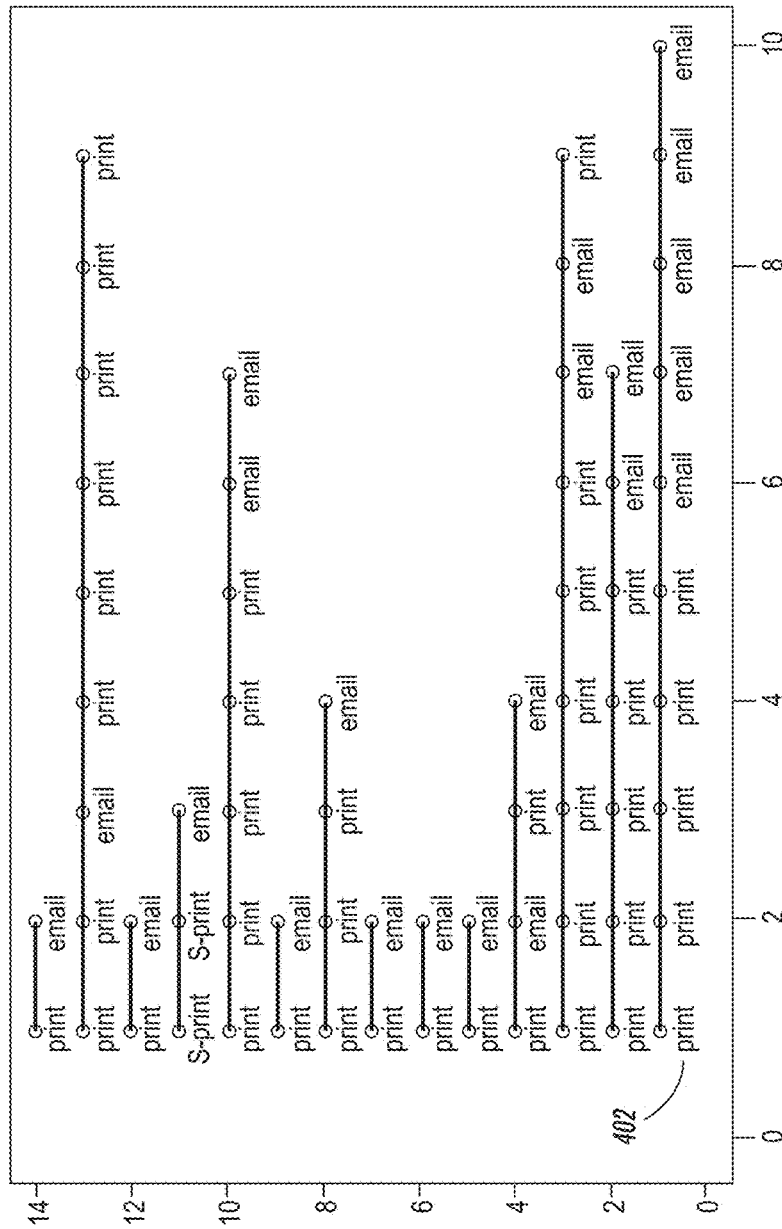 14
print email
print print email print print print print print print
12
print email
S-print S-print email
10
print print print print print email email
print email
8
print print print email
print email
6
print email
print email
4
print email print email
print print print print print print email email print
2
print print print print print email email
print print print print print email email email email email
402
0
0 2 4 6 8 10